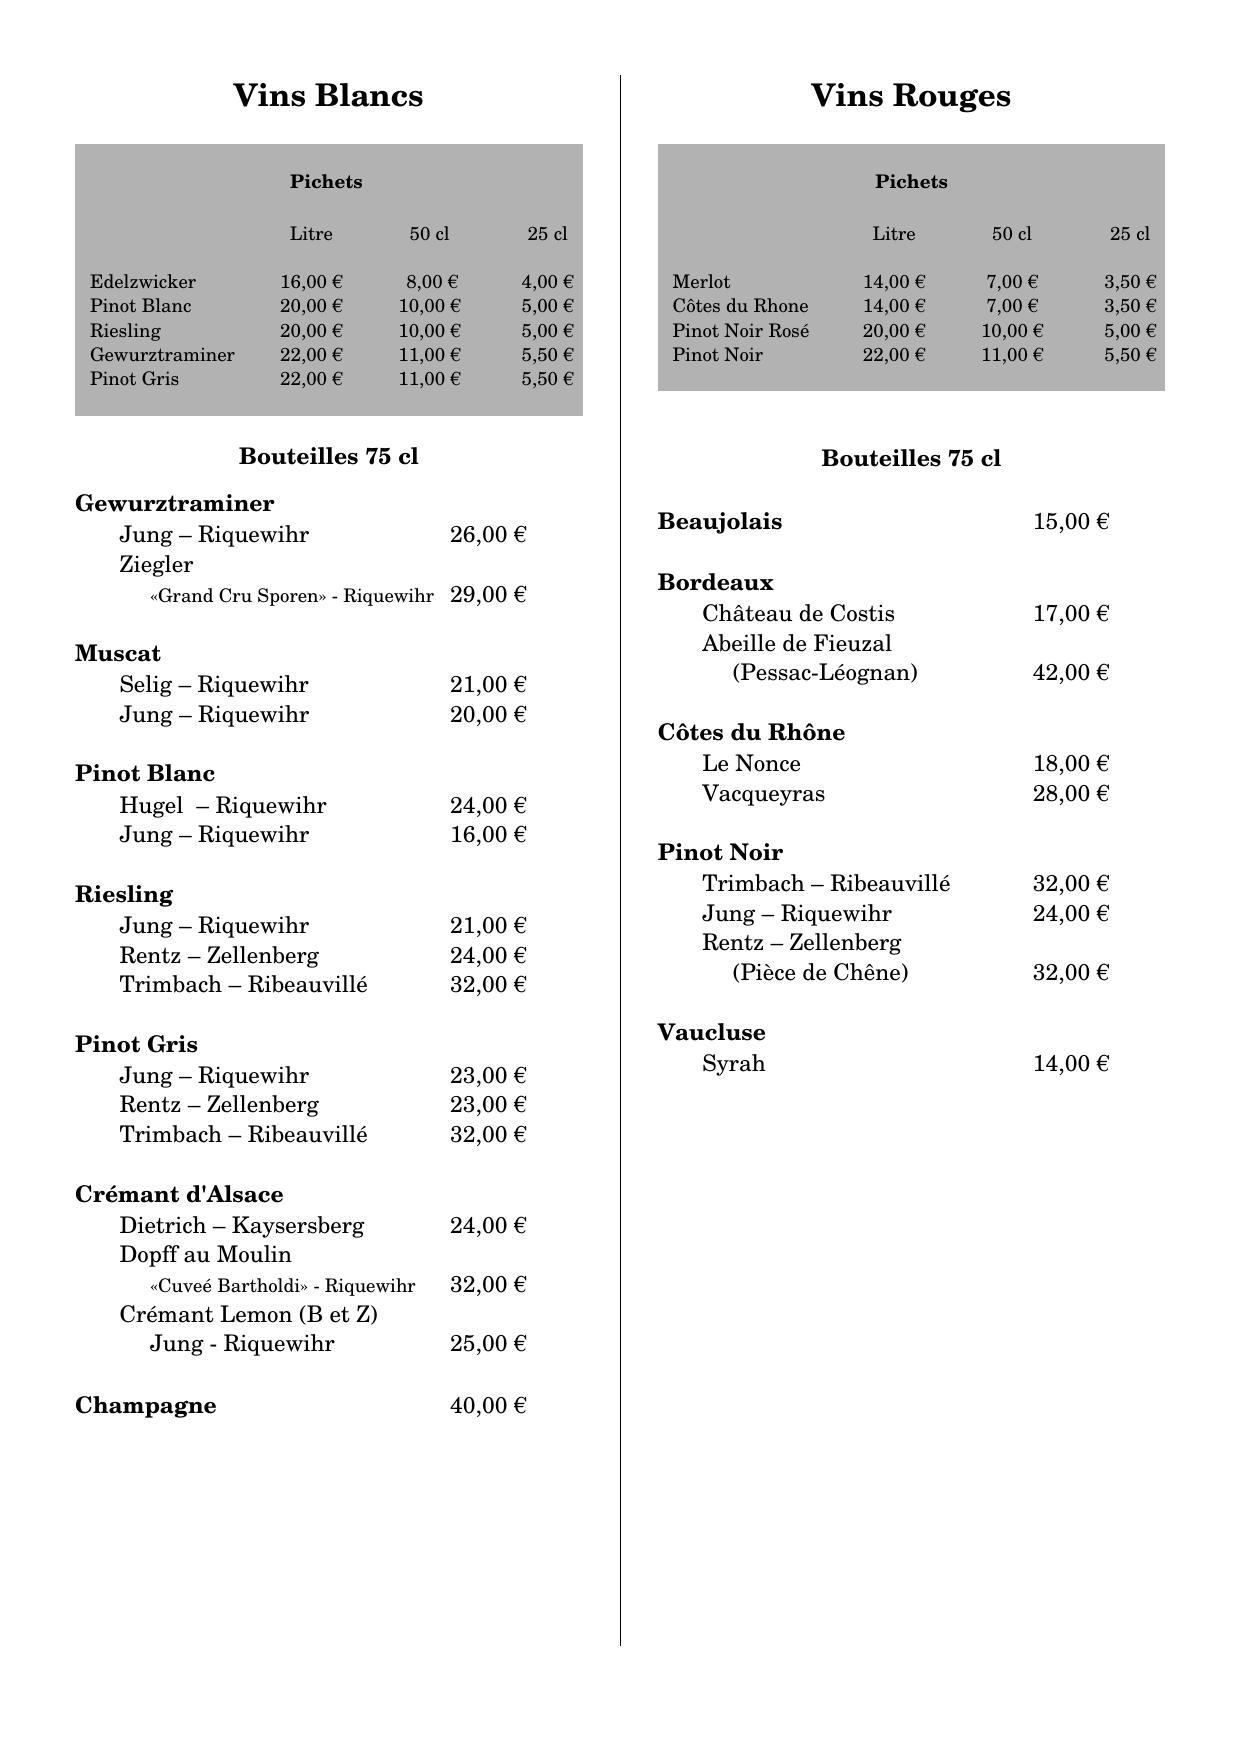 Vins Blancs
Pichets
Litre 50 cl 25 cl
Edelzwicker 16,00 € 8,00 € 4,00 €
Pinot Blanc 20,00 € 10,00 € 5,00 €
Riesling 20,00 € 10,00 € 5,00 €
Gewurztraminer 22,00 € 11,00 € 5,50 €
Pinot Gris 22,00 € 11,00 € 5,50 €
Bouteilles 75 cl
Gewurztraminer
Jung – Riquewihr 26,00 €
Ziegler
«Grand Cru Sporen» - Riquewihr 29,00 €
Muscat
Selig – Riquewihr 21,00 €
Jung – Riquewihr 20,00 €
Pinot Blanc
Hugel – Riquewihr 24,00 €
Jung – Riquewihr 16,00 €
Riesling
Jung – Riquewihr 21,00 €
Rentz – Zellenberg 24,00 €
Trimbach – Ribeauvillé 32,00 €
Pinot Gris
Jung – Riquewihr 23,00 €
Rentz – Zellenberg 23,00 €
Trimbach – Ribeauvillé 32,00 €
Crémant d'Alsace
Dietrich – Kaysersberg 24,00 €
Dopff au Moulin
«Cuveé Bartholdi» - Riquewihr 32,00 €
Crémant Lemon (B et Z)
Jung - Riquewihr 25,00 €
Champagne 40,00 €
Vins Rouges
Pichets
Litre 50 cl 25 cl
Merlot 14,00 € 7,00 € 3,50 €
Côtes du Rhone 14,00 € 7,00 € 3,50 €
Pinot Noir Rosé 20,00 € 10,00 € 5,00 €
Pinot Noir 22,00 € 11,00 € 5,50 €
Bouteilles 75 cl
Beaujolais 15,00 €
Bordeaux
Château de Costis 17,00 €
Abeille de Fieuzal
(Pessac-Léognan) 42,00 €
Côtes du Rhône
Le Nonce 18,00 €
Vacqueyras 28,00 €
Pinot Noir
Trimbach – Ribeauvillé 32,00 €
Jung – Riquewihr 24,00 €
Rentz – Zellenberg
(Pièce de Chêne) 32,00 €
Vaucluse
Syrah 14,00 €